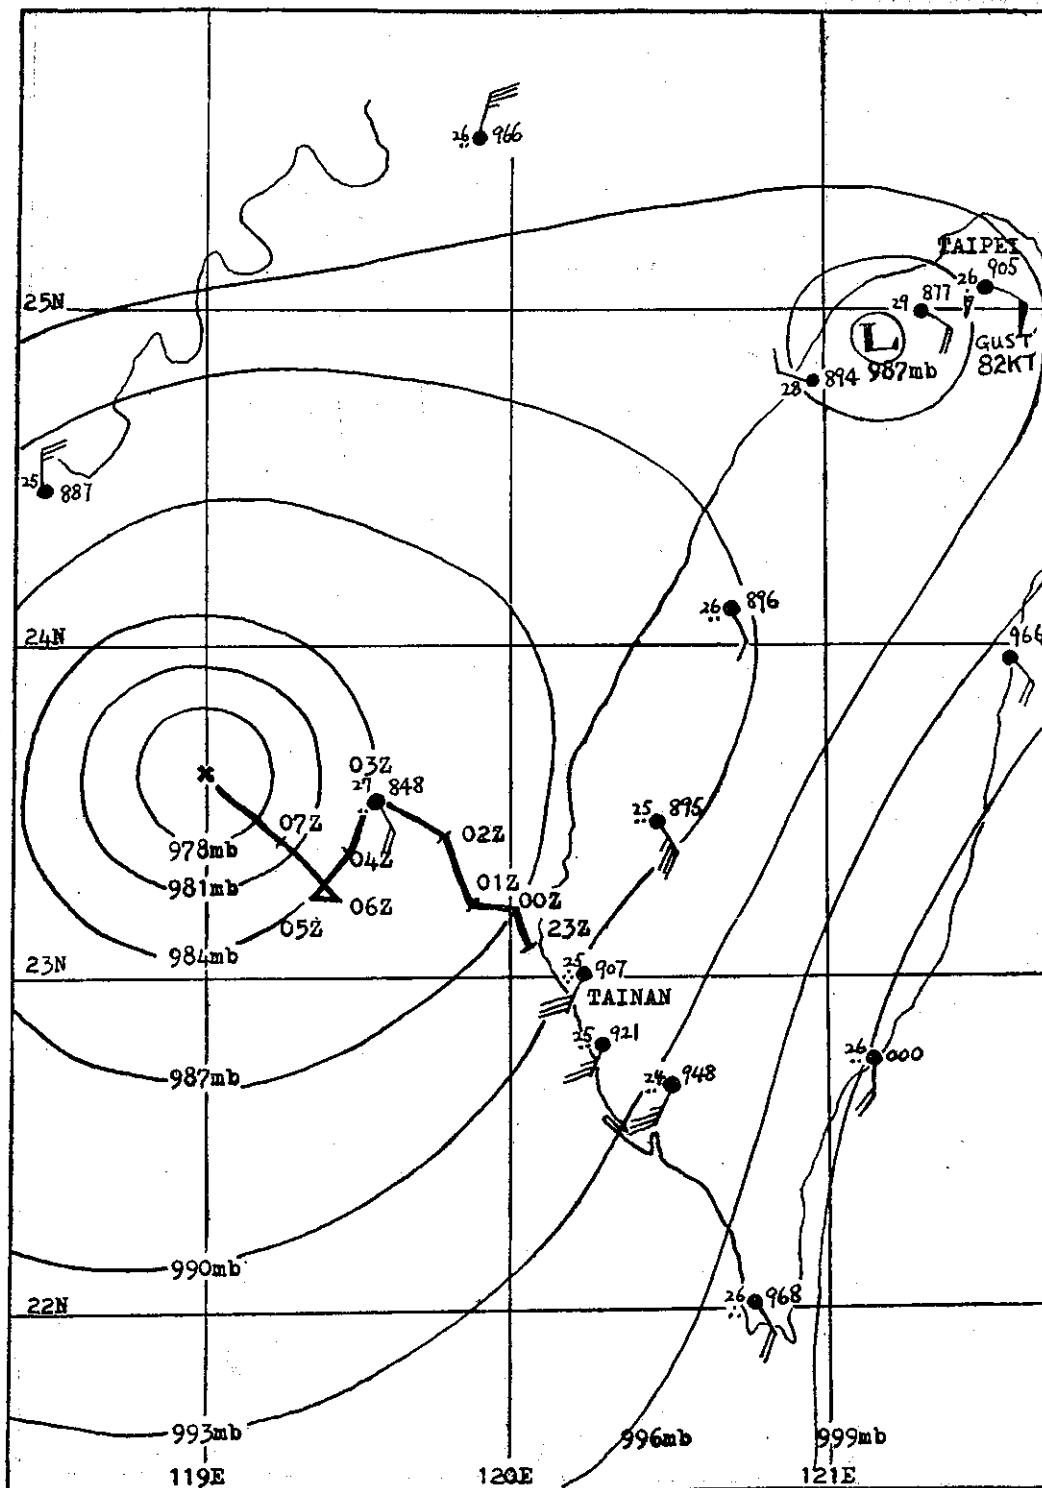 26 966
TAIPEI
26 905
25N
29 877
L
GUST
82KT
987mb
28 894
25 887
26 896
24N
966
03Z
27 848
25 895
07Z
02Z
978mb
04Z
981mb
01Z
00Z
06Z
05Z
23Z
984mb
23N
25 907
TAINAN
25 921
26 000
987mb
24 948
990mb
22N
26 968
993mb
996mb
999mb
119E
120E
121E